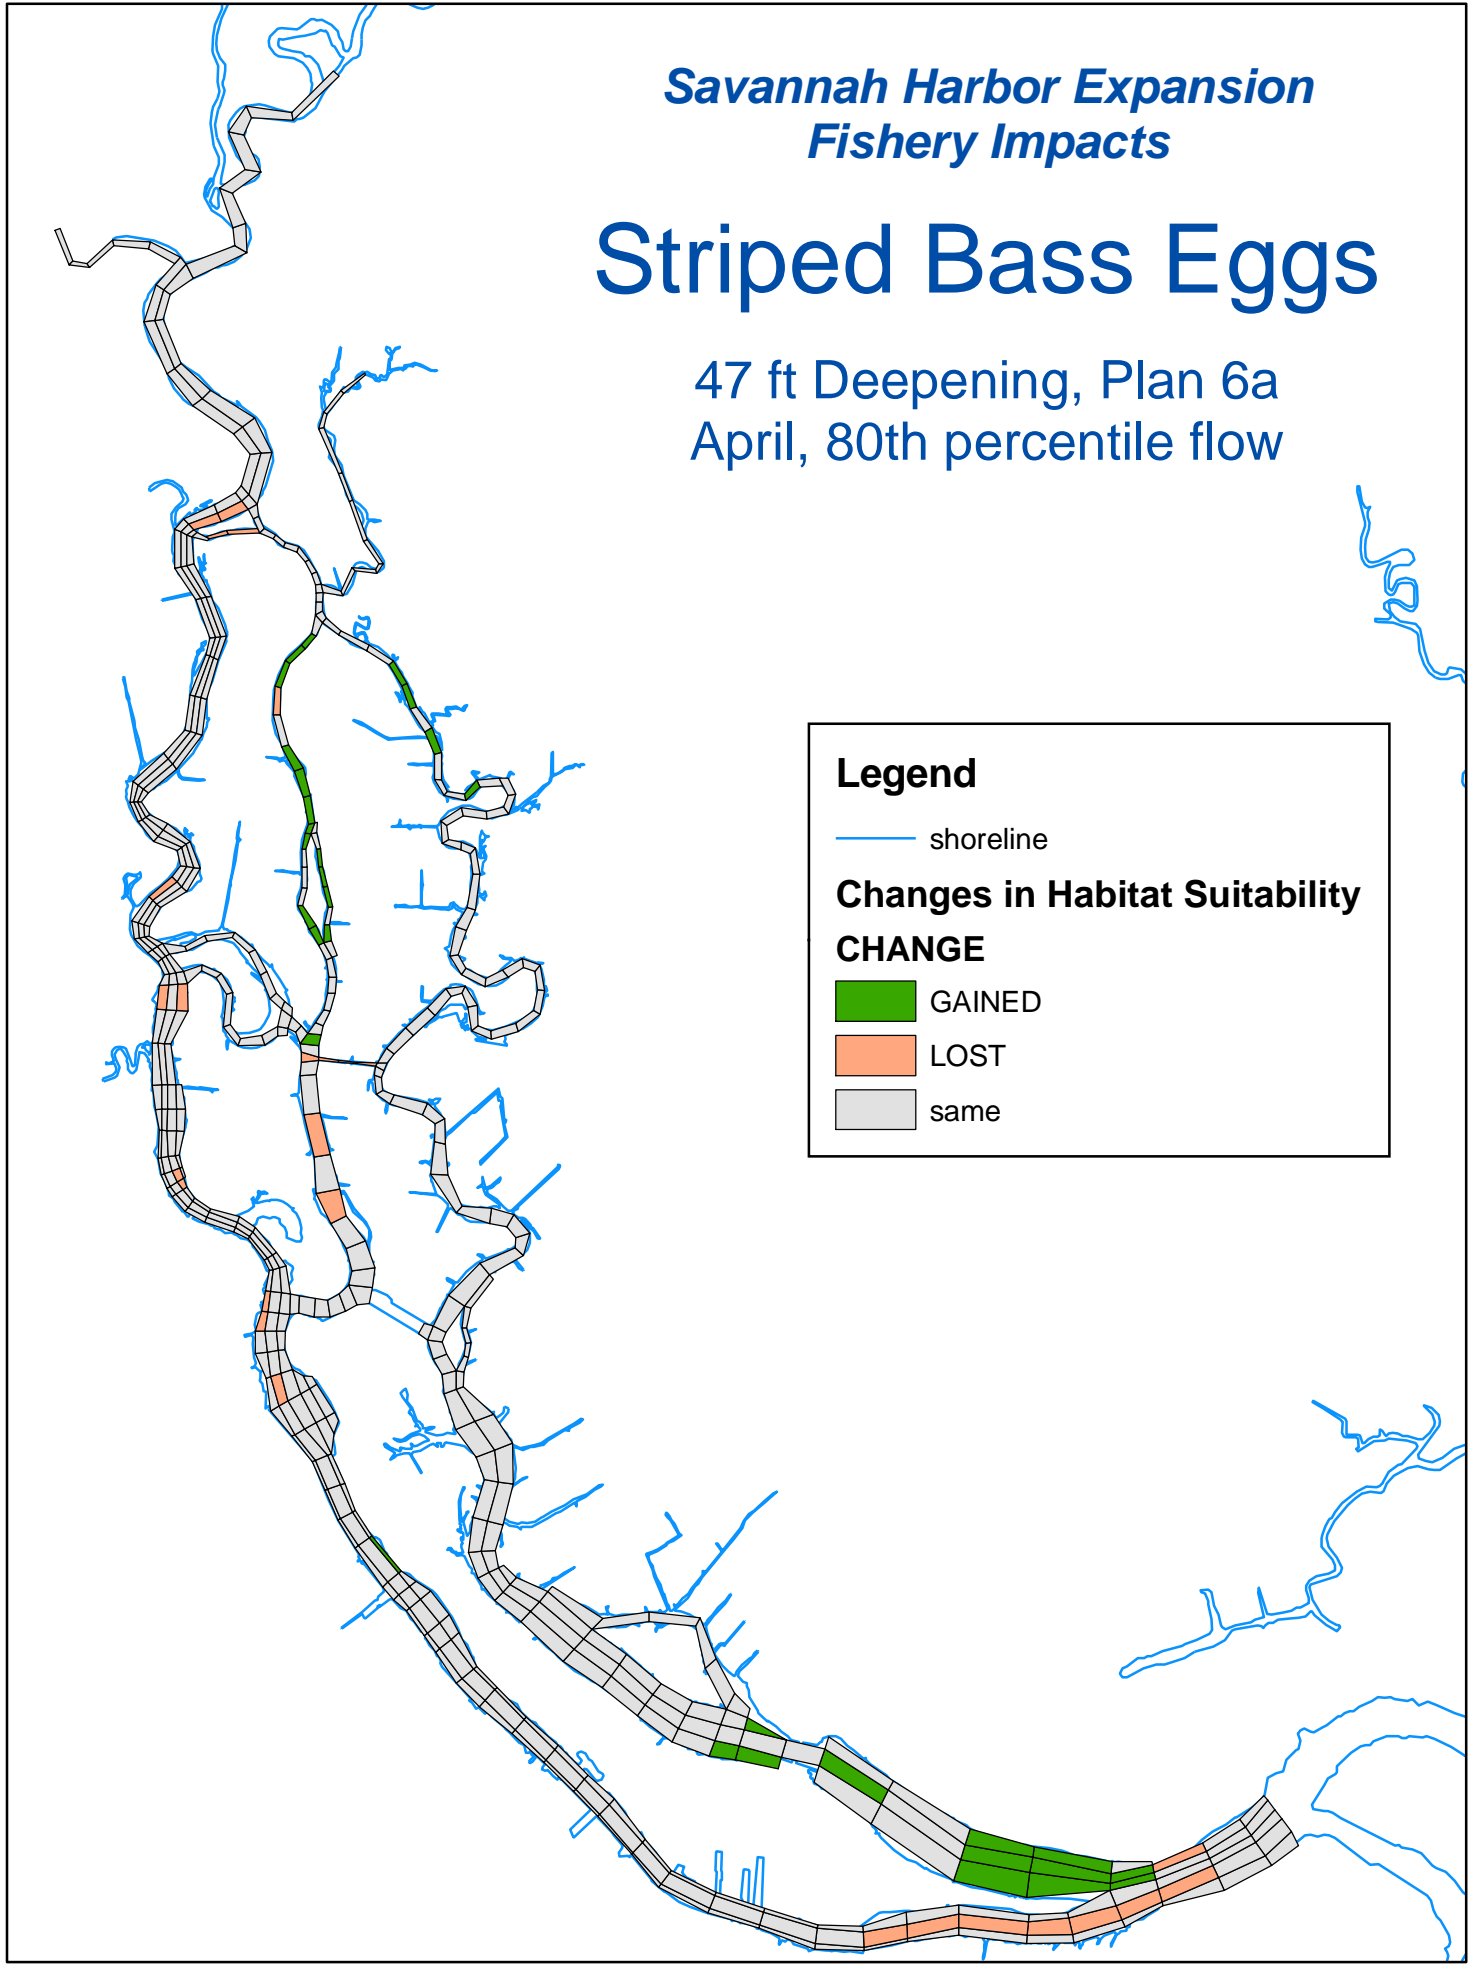 Savannah Harbor Expansion
Fishery Impacts
Striped Bass Eggs
47 ft Deepening, Plan 6a
April, 80th percentile flow
Legend
shoreline
Changes in Habitat Suitability
CHANGE
GAINED
LOST
same